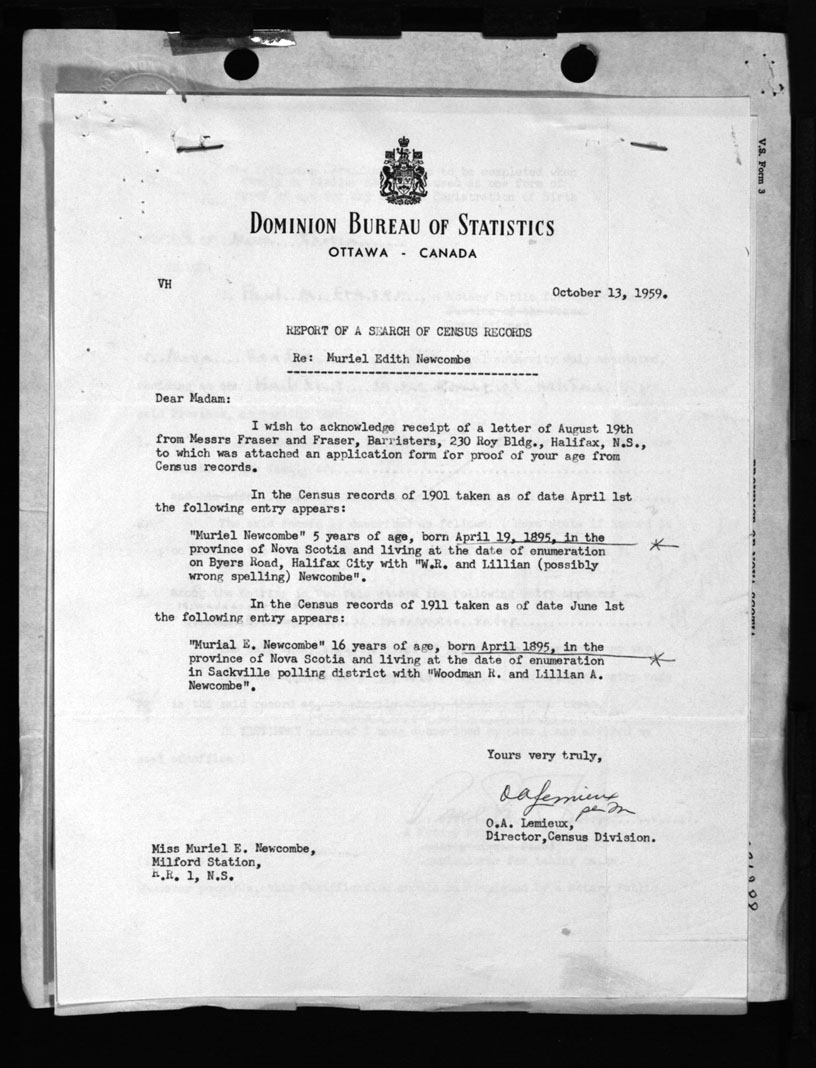 V.S. Form 3
DOMINION BUREAU OF STATISTICS
OTTAWA - CANADA
VH
October 13, 1959.
REPORT OF A SEARCH OF CENSUS RECORDS
Re: Muriel Edith Newcombe
Dear Madam:
I wish to acknowledge receipt of a letter of August 19th
from Messrs Fraser and Fraser, Barristers, 230 Roy Bldg., Halifax, N.S.,
to which was attached an application form for proof of your age from
Census records.
In the Census records of 1901 taken as of date April 1st
the following entry appears:
"Muriel Newcombe" 5 years of age, born April 19, 1895, in the
province of Nova Scotia and living at the date of enumeration
on Byers Road, Halifax City with "W.R. and Lillian (possibly
wrong spelling) Newcombe".
In the Census records of 1911 taken as of date June 1st
the following entry appears:
"Murial E. Newcombe" 16 years of age, born April 1895, in the
province of Nova Scotia and living at the date of enumeration
in Sackville polling district with "Woodman R. and Lillian A.
Newcombe".
Yours very truly,
OALemieux
per
O.A. Lemieux,
Director,Census Division.
Miss Muriel E. Newcombe,
Milford Station,
R.R. 1, N.S.